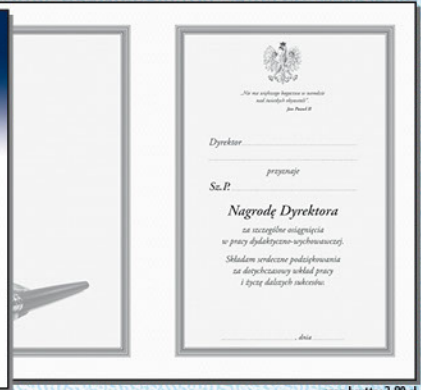 „Nie ma większego bogactwa w narodzie
nad światłych obywateli".
Jan Paweł II
Dyrektor
przyznaje
Sz.P.
Nagrodę Dyrektora
za szczególne osiągnięcia
w pracy dydaktyczno-wychowawczej.
Składam serdeczne podziękowania
za dotychczasowy wkład pracy
i życzę dalszych sukcesów.
, dnia